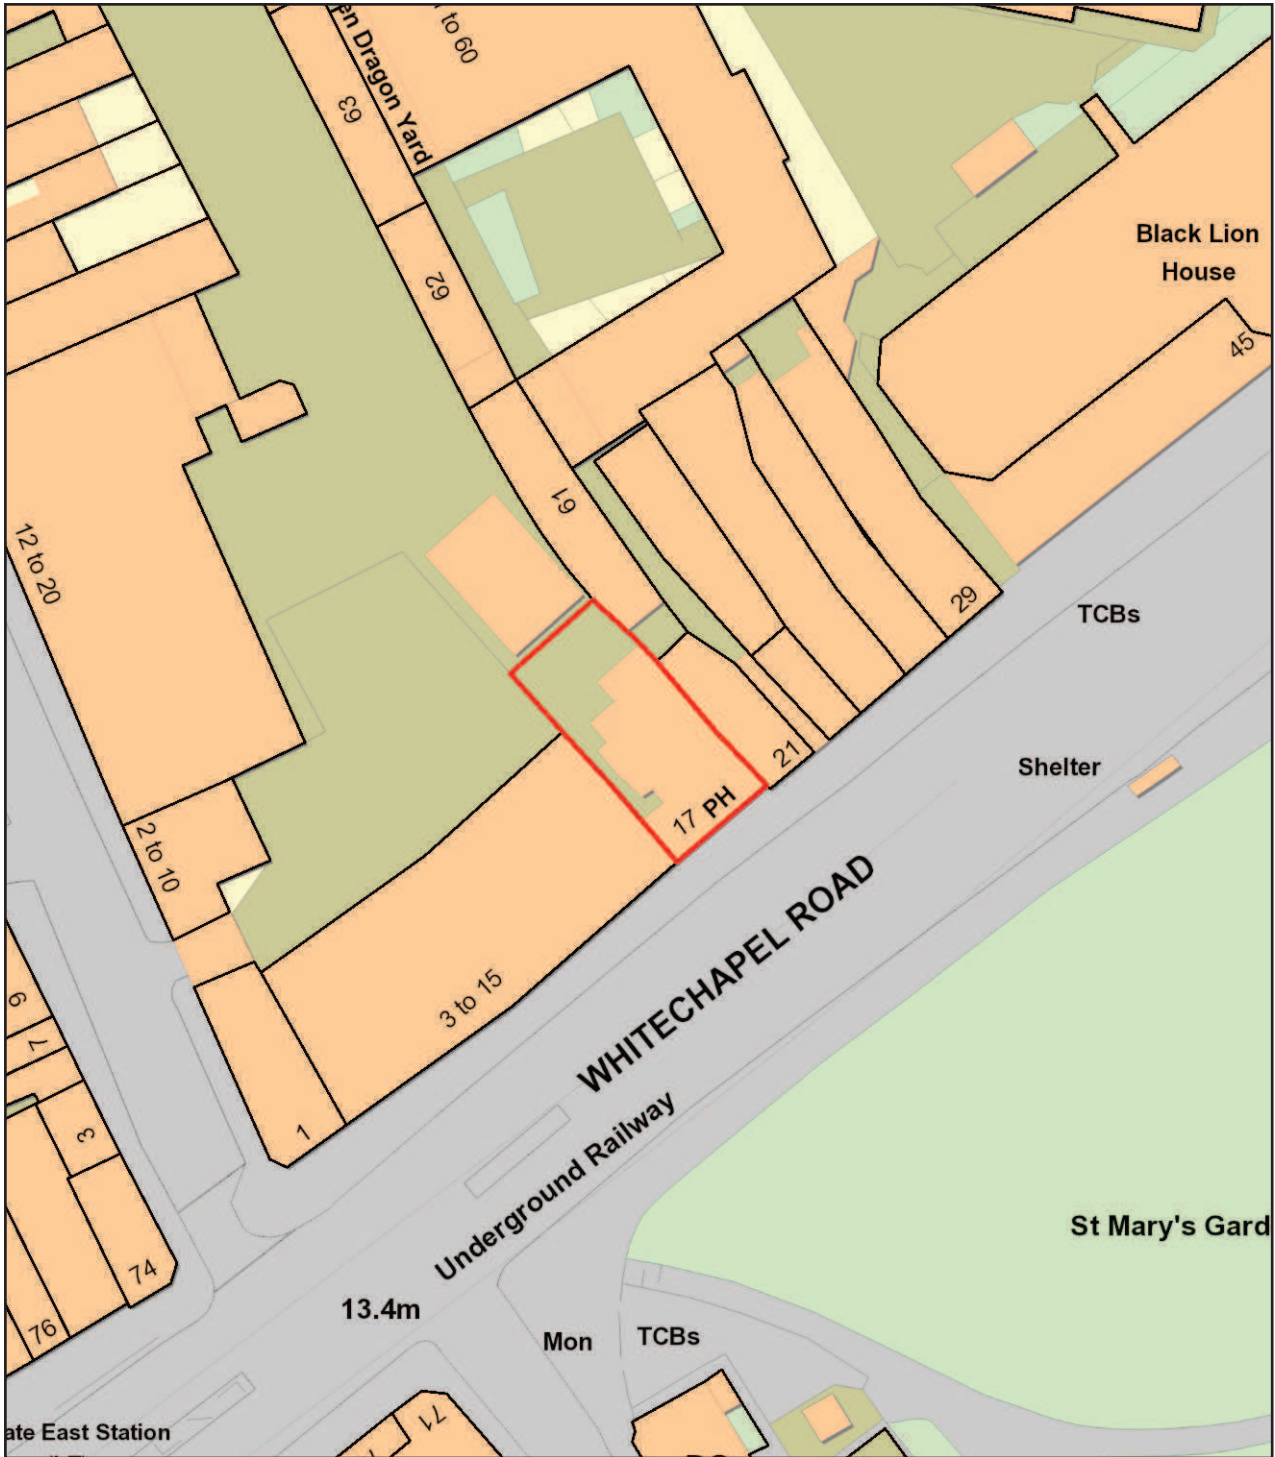 to 60
en Dragon Yard
63
62
Black Lion
House
45
61
12 to 20
29
TCBs
Shelter
21
17 PH
2 to 10
WHITECHAPEL ROAD
3 to 15
9
7
3
1
Underground Railway
St Mary's Gard
74
13.4m
76
Mon
TCBs
71
ate East Station